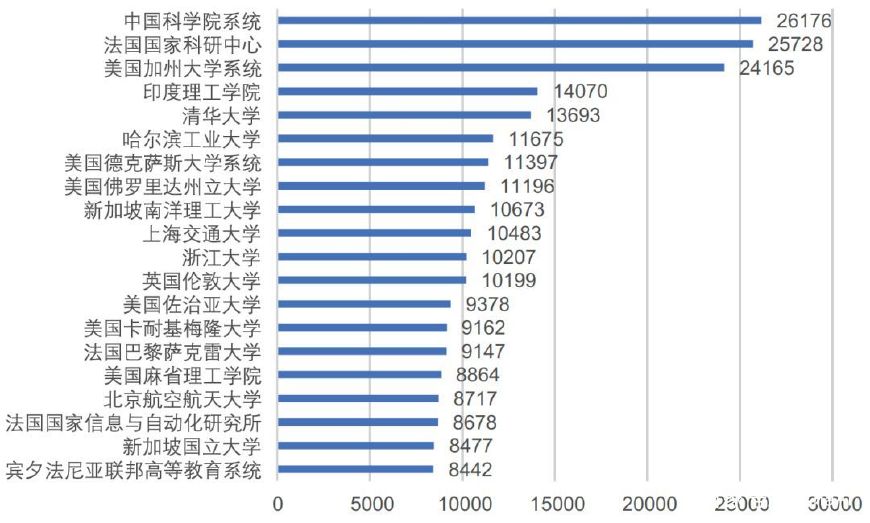 中国科学院系统 26176
法国国家科研中心 25728
美国加州大学系统 24165
印度理工学院 14070
清华大学 13693
哈尔滨工业大学 11675
美国德克萨斯大学系统 11397
美国佛罗里达州立大学 11196
新加坡南洋理工大学 10673
上海交通大学 10483
浙江大学 10207
英国伦敦大学 10199
美国佐治亚大学 9378
美国卡耐基梅隆大学 9162
法国巴黎萨克雷大学 9147
美国麻省理工学院 8864
北京航空航天大学 8717
法国国家信息与自动化研究所 8678
新加坡国立大学 8477
宾夕法尼亚联邦高等教育系统 8442
0 5000 10000 15000 20000 25000 30000